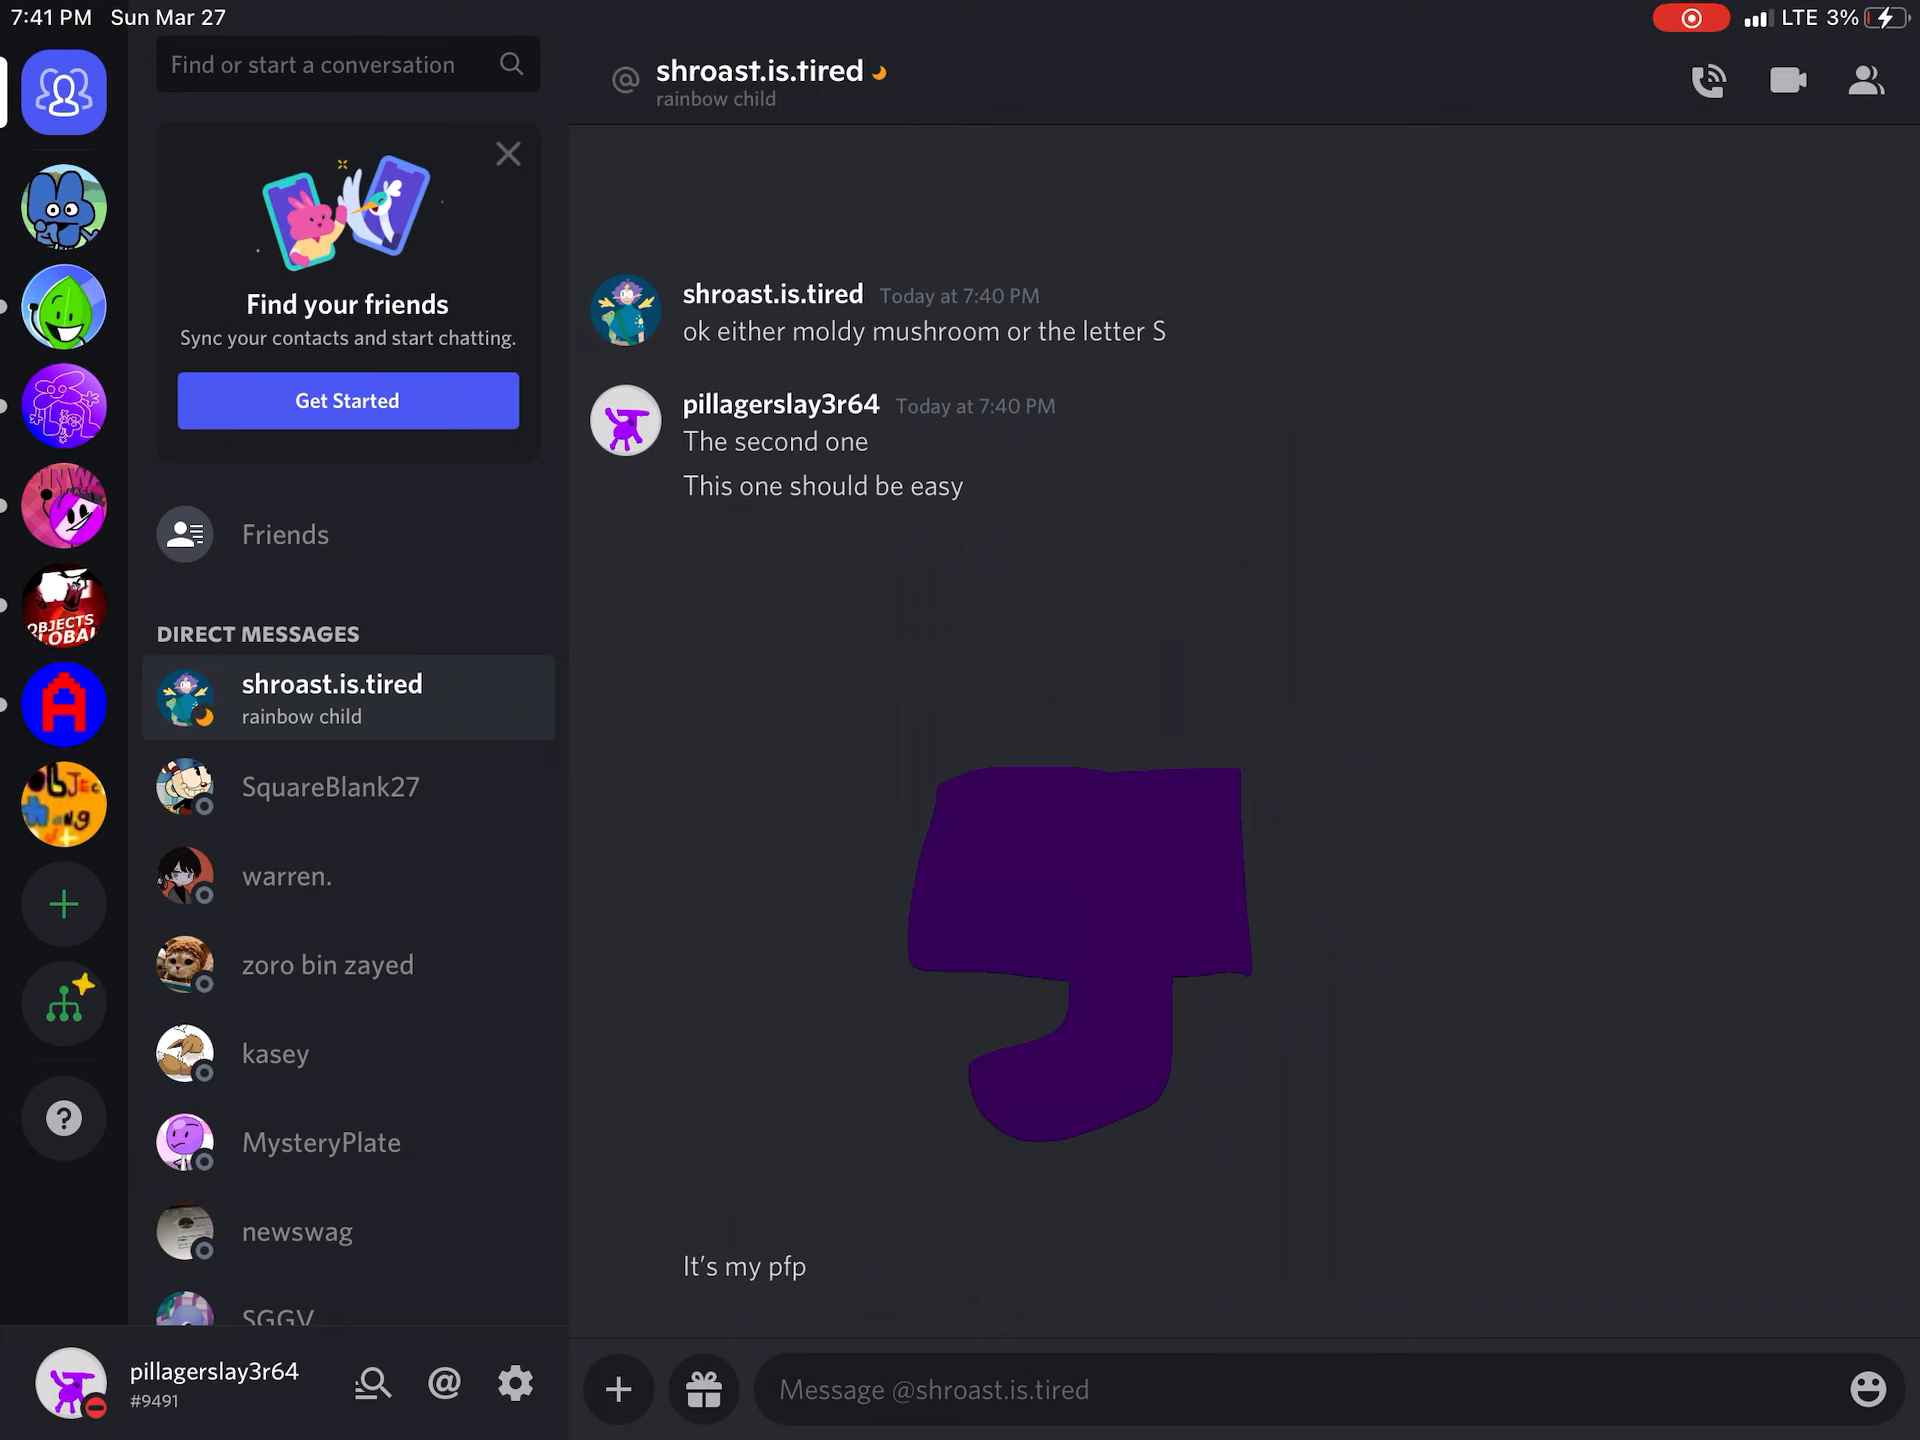 7:41 PM Sun Mar 27
LTE 3%
Find or start a conversation
Find your friends
Sync your contacts and start chatting.
Get Started
Friends
DIRECT MESSAGES
shroast.is.tired
rainbow child
SquareBlank27
warren.
zoro bin zayed
kasey
MysteryPlate
newswag
SGGV
pillagerslay3r64
#9491
OBJECTS
A
@ shroast.is.tired
rainbow child
shroast.is.tired Today at 7:40 PM
ok either moldy mushroom or the letter S
pillagerslay3r64 Today at 7:40 PM
The second one
This one should be easy
It's my pfp
Message @shroast.is.tired